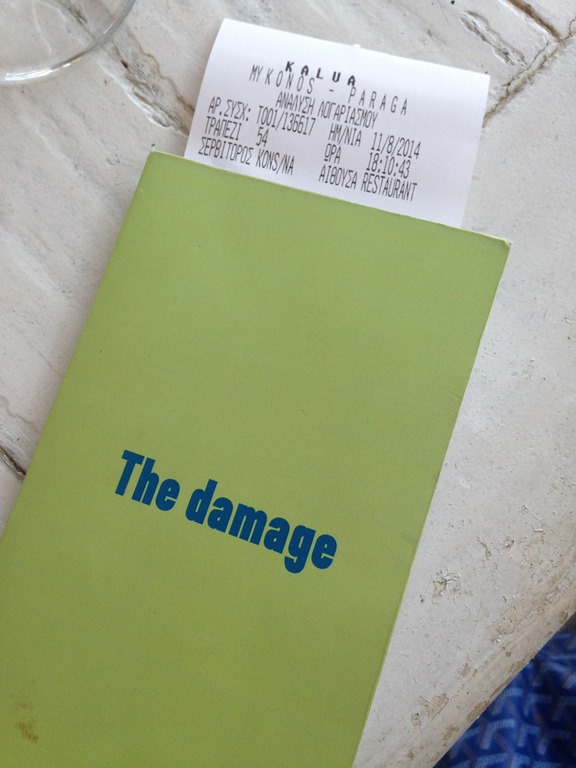 KALUA
MYKONOS - PARAGA
ΑΝΑΛΥΣΗ ΛΟΓΑΡΙΑΣΜΟΥ
ΑΡ.ΣΥΣΧ: T001/136617 ΗΜ/ΝΙΑ 11/8/2014
ΤΡΑΠΕΖΙ 54 ΩΡΑ 18:10:43
ΣΕΡΒΙΤΟΡΟΣ KONS/NA ΑΙΘΟΥΣΑ RESTAURANT
The damage